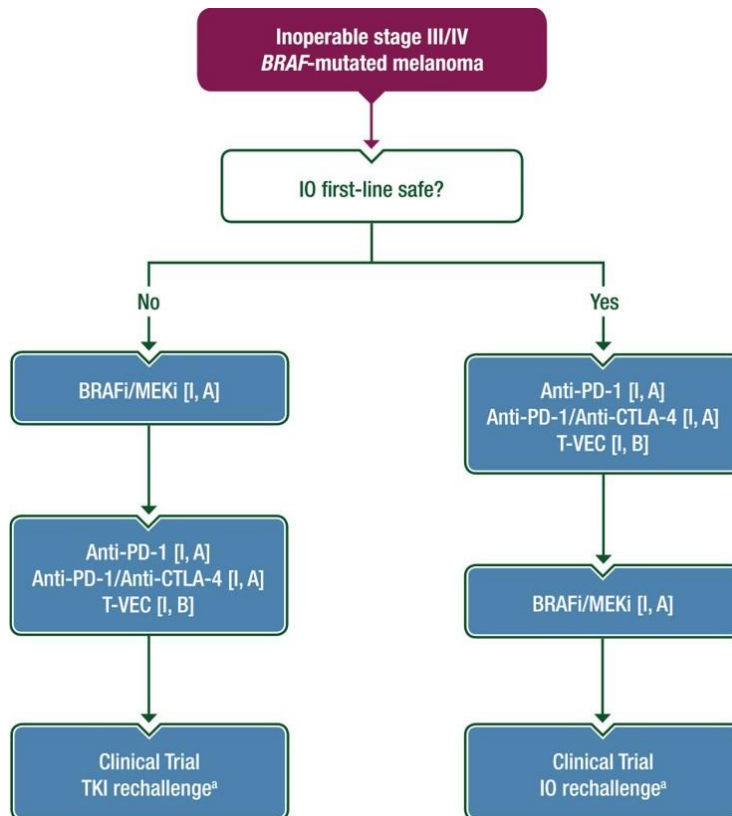 Inoperable stage III/IV
BRAF-mutated melanoma
IO first-line safe?
No
Yes
BRAFi/MEKi [I, A]
Anti-PD-1 [I, A]
Anti-PD-1/Anti-CTLA-4 [I, A]
T-VEC [I, B]
Anti-PD-1 [I, A]
Anti-PD-1/Anti-CTLA-4 [I, A]
T-VEC [I, B]
BRAFi/MEKi [I, A]
Clinical Trial
TKI rechallengeª
Clinical Trial
IO rechallengeª